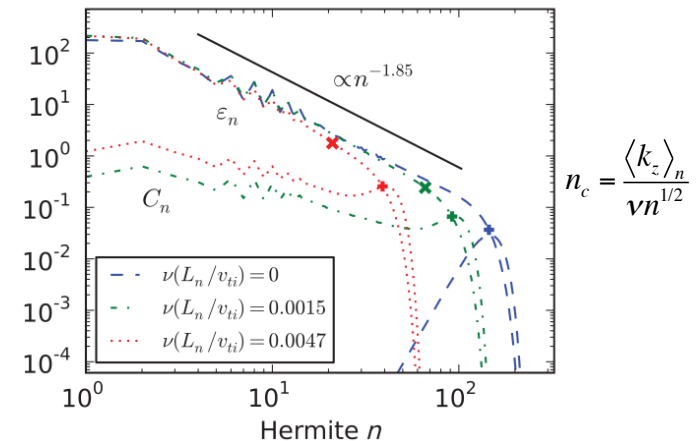 10^2
10^1
10^0
10^-1
10^-2
10^-3
10^-4
∝n^-1.85
ε_n
C_n
n_c = ⟨k_z⟩_n / νn^1/2
ν(L_n/v_ti)=0
ν(L_n/v_ti)=0.0015
ν(L_n/v_ti)=0.0047
10^0 10^1 10^2
Hermite n